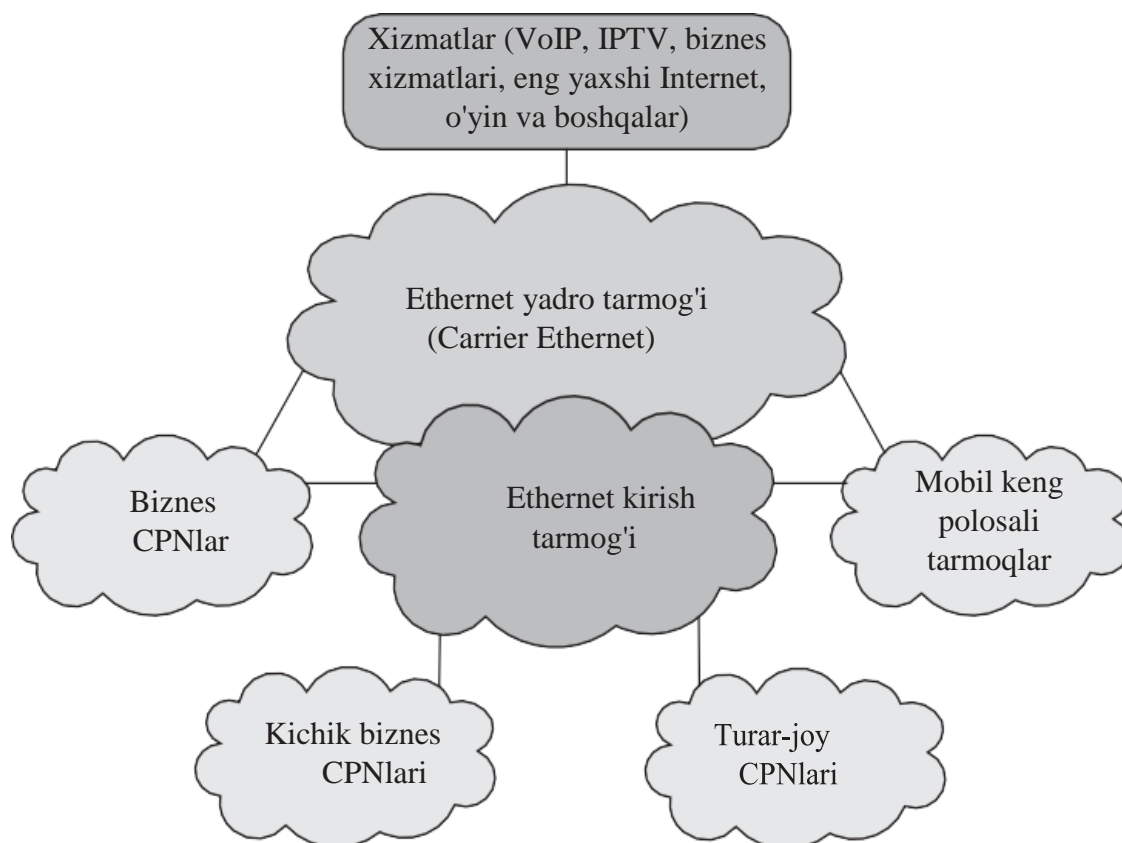 Xizmatlar (VoIP, IPTV, biznes
xizmatlari, eng yaxshi Internet,
o'yin va boshqalar)
Ethernet yadro tarmog'i
(Carrier Ethernet)
Biznes
CPNlar
Ethernet kirish
tarmog'i
Mobil keng
polosali
tarmoqlar
Kichik biznes
CPNlari
Turar-joy
CPNlari